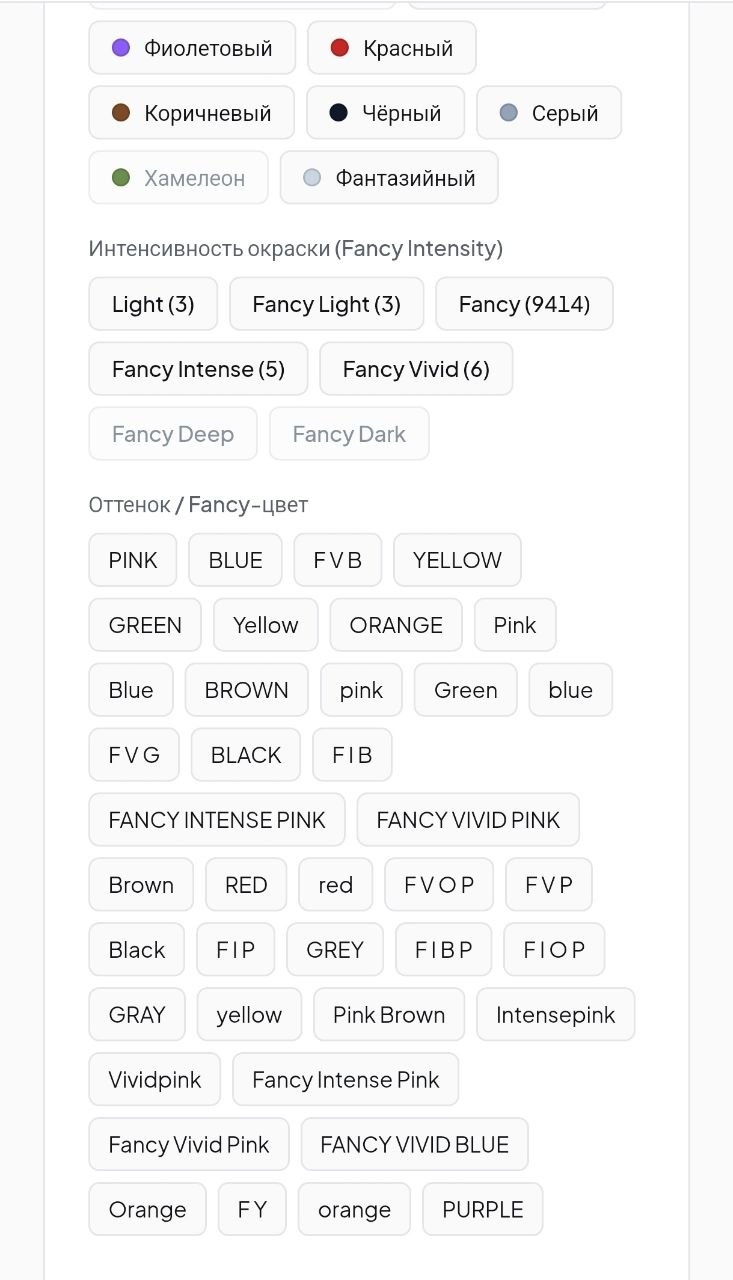 Фиолетовый Красный
Коричневый Чёрный Серый
Хамелеон Фантазийный
Интенсивность окраски (Fancy Intensity)
Light (3) Fancy Light (3) Fancy (9414)
Fancy Intense (5) Fancy Vivid (6)
Fancy Deep Fancy Dark
Оттенок / Fancy-цвет
PINK BLUE F V B YELLOW
GREEN Yellow ORANGE Pink
Blue BROWN pink Green blue
F V G BLACK F I B
FANCY INTENSE PINK FANCY VIVID PINK
Brown RED red F V O P F V P
Black F I P GREY F I B P F I O P
GRAY yellow Pink Brown Intensepink
Vividpink Fancy Intense Pink
Fancy Vivid Pink FANCY VIVID BLUE
Orange F Y orange PURPLE